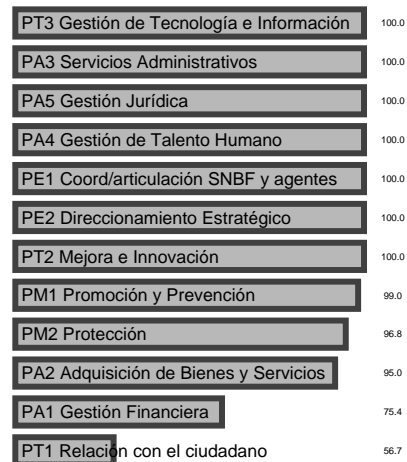 PT3 Gestión de Tecnología e Información 100.0
PA3 Servicios Administrativos 100.0
PA5 Gestión Jurídica 100.0
PA4 Gestión de Talento Humano 100.0
PE1 Coord/articulación SNBF y agentes 100.0
PE2 Direccionamiento Estratégico 100.0
PT2 Mejora e Innovación 100.0
PM1 Promoción y Prevención 99.0
PM2 Protección 96.8
PA2 Adquisición de Bienes y Servicios 95.0
PA1 Gestión Financiera 75.4
PT1 Relación con el ciudadano 56.7